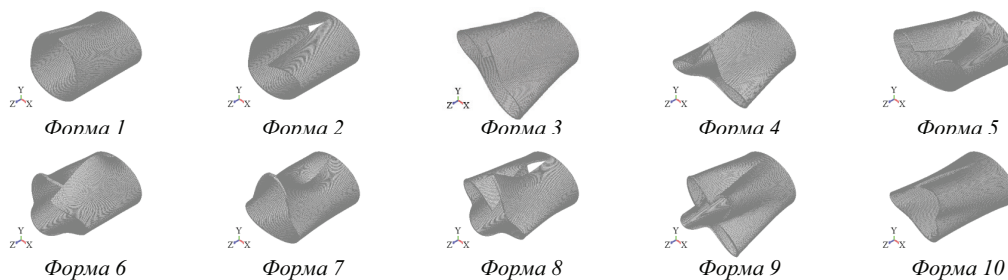 Y Y Y Y Y
Z X Z X Z X Z X Z X
Форма 1 Форма 2 Форма 3 Форма 4 Форма 5
Y Y Y Y Y
Z X Z X Z X Z X Z X
Форма 6 Форма 7 Форма 8 Форма 9 Форма 10